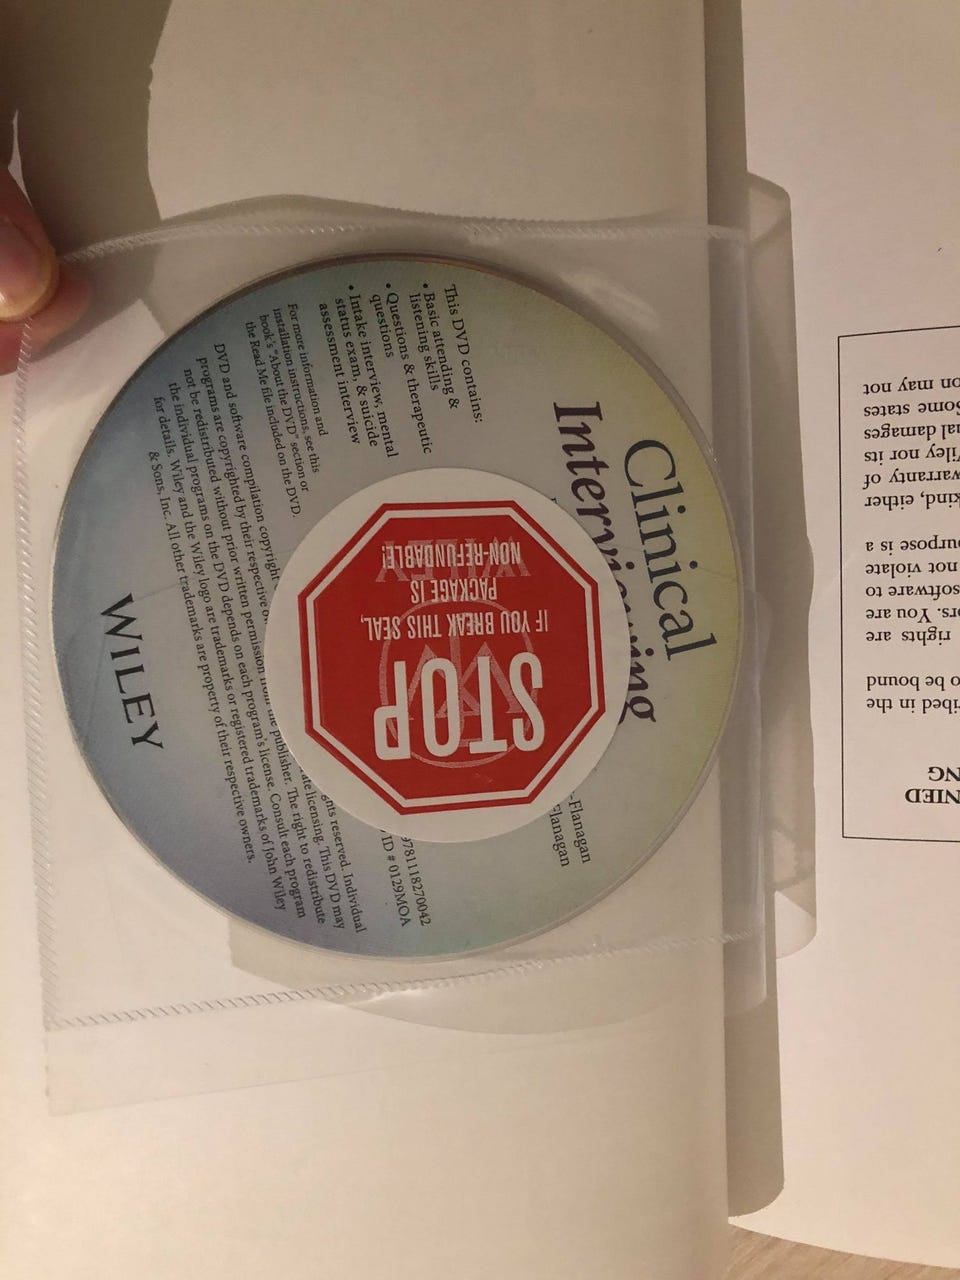 Clinical
Interviewing
-Flanagan
Flanagan
This DVD contains:
• Basic attending &
listening skills
• Questions & therapeutic
questions
• Intake interview, mental
status exam, & suicide
assessment interview
9781118270042
ID # 0129MOA
For more information and
installation instructions, see this
book's "About the DVD" section or
the Read Me file included on the DVD.
DVD and software compilation copyright
rights reserved. Individual
programs are copyrighted by their respective
licensing. This DVD may
not be redistributed without prior written permission from the publisher. The right to redistribute
the individual programs on the DVD depends on each program's license. Consult each program
for details. Wiley and the Wiley logo are trademarks or registered trademarks of John Wiley
& Sons, Inc. All other trademarks are property of their respective owners.
WILEY
STOP
IF YOU BREAK THIS SEAL,
PACKAGE IS
NON-REFUNDABLE!
WILEY
NIED
NG
ribed in the
o be bound
rights are
ors. You are
software to
not violate
urpose is a
kind, either
warranty of
Wiley nor its
ual damages
Some states
on may not